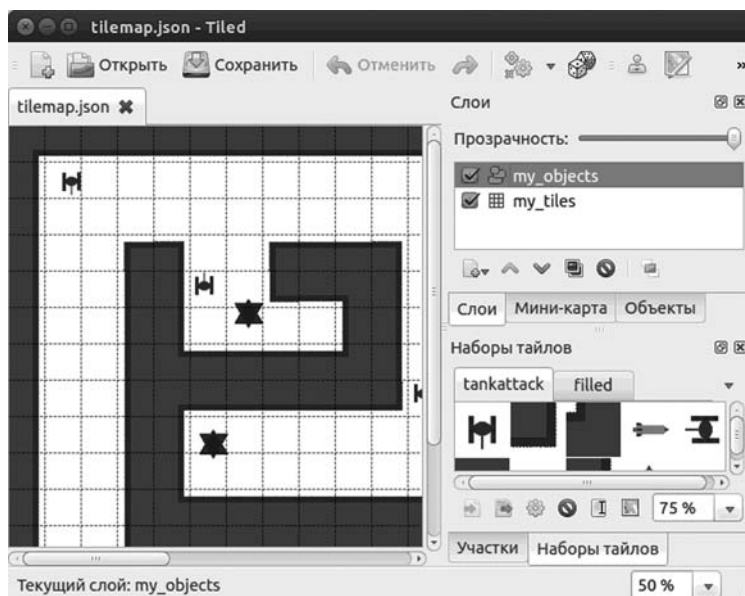 tilemap.json - Tiled
Открыть Сохранить Отменить »
tilemap.json
Слои
Прозрачность:
my_objects
my_tiles
Слои Мини-карта Объекты
Наборы тайлов
tankattack filled
75 %
Участки Наборы тайлов
Текущий слой: my_objects 50 %